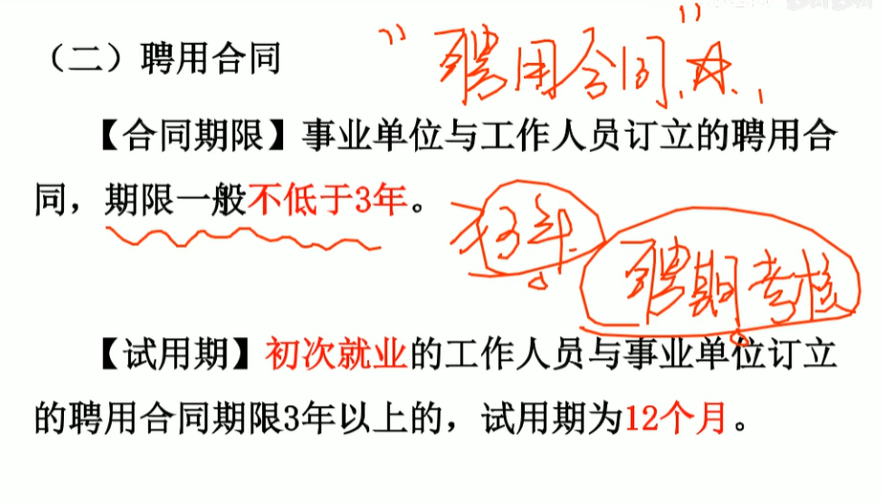 （二）聘用合同
"聘用合同"
【合同期限】事业单位与工作人员订立的聘用合
同，期限一般不低于3年。
3年
聘期考核
【试用期】初次就业的工作人员与事业单位订立
的聘用合同期限3年以上的，试用期为12个月。